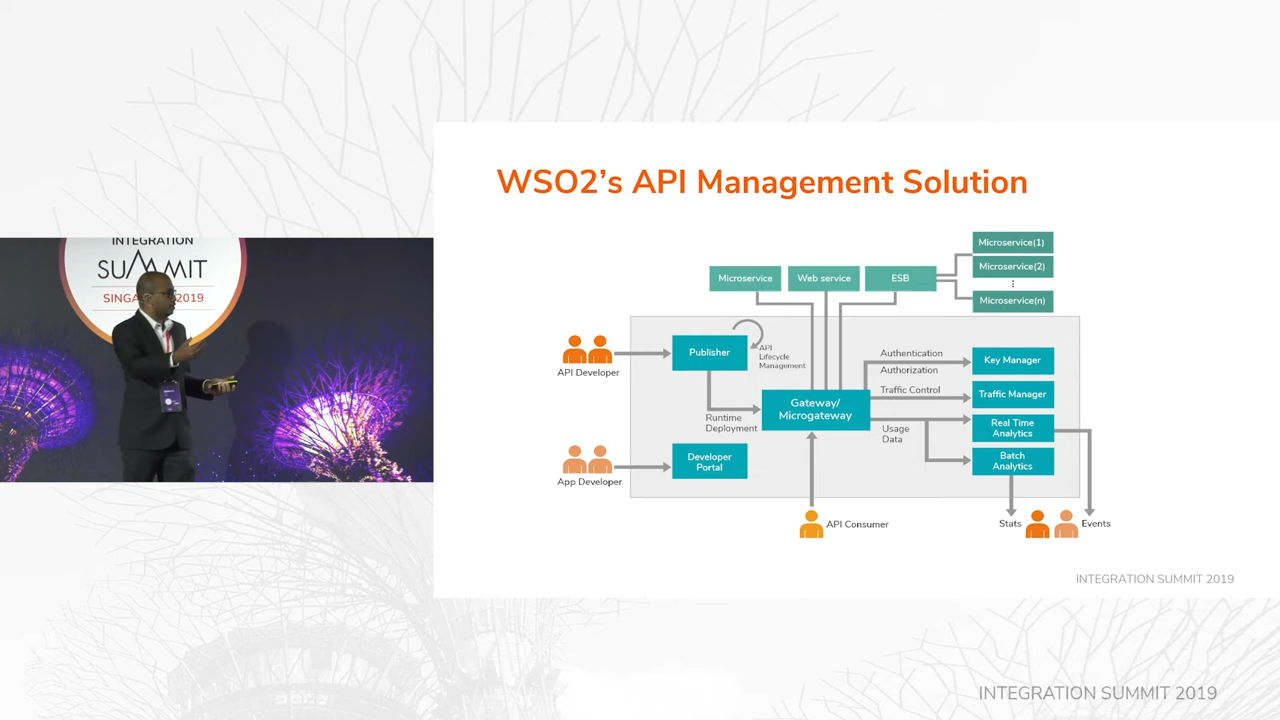 WSO2's API Management Solution
INTEGRATION
SUMMIT
SINGA 2019
Microservice
Web service
ESB
Microservice(1)
Microservice(2)
Microservice(n)
API Developer
Publisher
API
Lifecycle
Management
Runtime
Deployment
Gateway/
Microgateway
Authentication
Authorization
Traffic Control
Usage
Data
Key Manager
Traffic Manager
Real Time
Analytics
Batch
Analytics
App Developer
Developer
Portal
API Consumer
Stats
Events
INTEGRATION SUMMIT 2019
INTEGRATION SUMMIT 2019